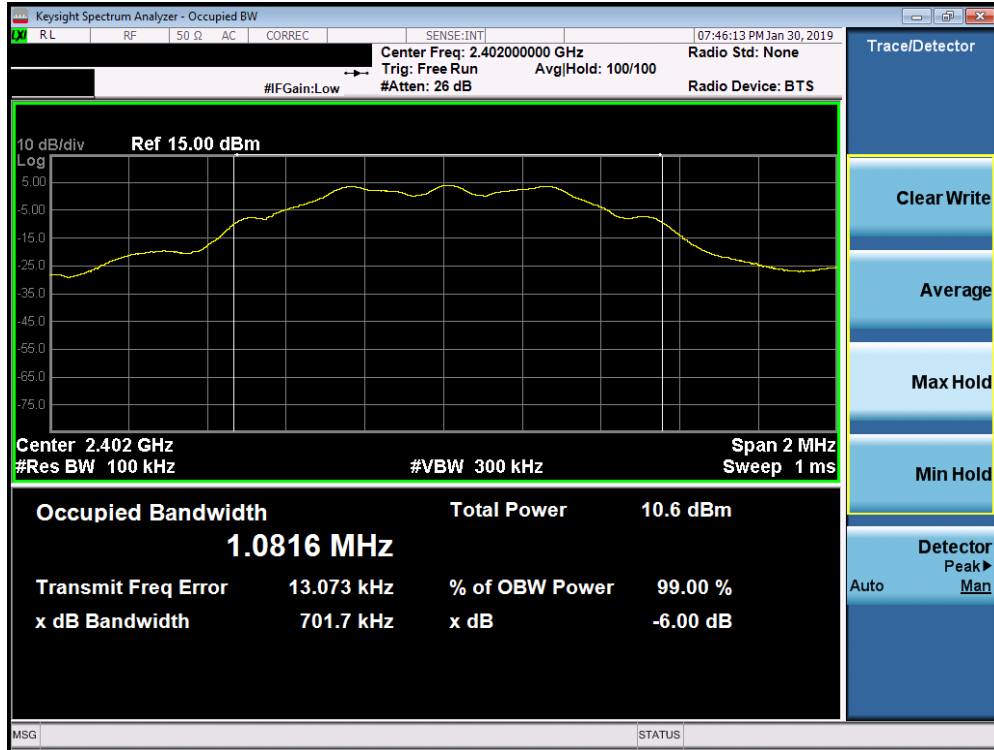 Keysight Spectrum Analyzer - Occupied BW
LXI RL RF 50 Ω AC CORREC SENSE:INT 07:46:13 PM Jan 30, 2019
Center Freq: 2.402000000 GHz Radio Std: None
Trig: Free Run Avg|Hold: 100/100
#IFGain:Low #Atten: 26 dB Radio Device: BTS
Trace/Detector
10 dB/div Ref 15.00 dBm
Log
5.00
-5.00
-15.0
-25.0
-35.0
-45.0
-55.0
-65.0
-75.0
Center 2.402 GHz Span 2 MHz
#Res BW 100 kHz #VBW 300 kHz Sweep 1 ms
Occupied Bandwidth Total Power 10.6 dBm
1.0816 MHz
Transmit Freq Error 13.073 kHz % of OBW Power 99.00 %
x dB Bandwidth 701.7 kHz x dB -6.00 dB
Clear Write
Average
Max Hold
Min Hold
Detector
Peak▶
Auto Man
MSG STATUS